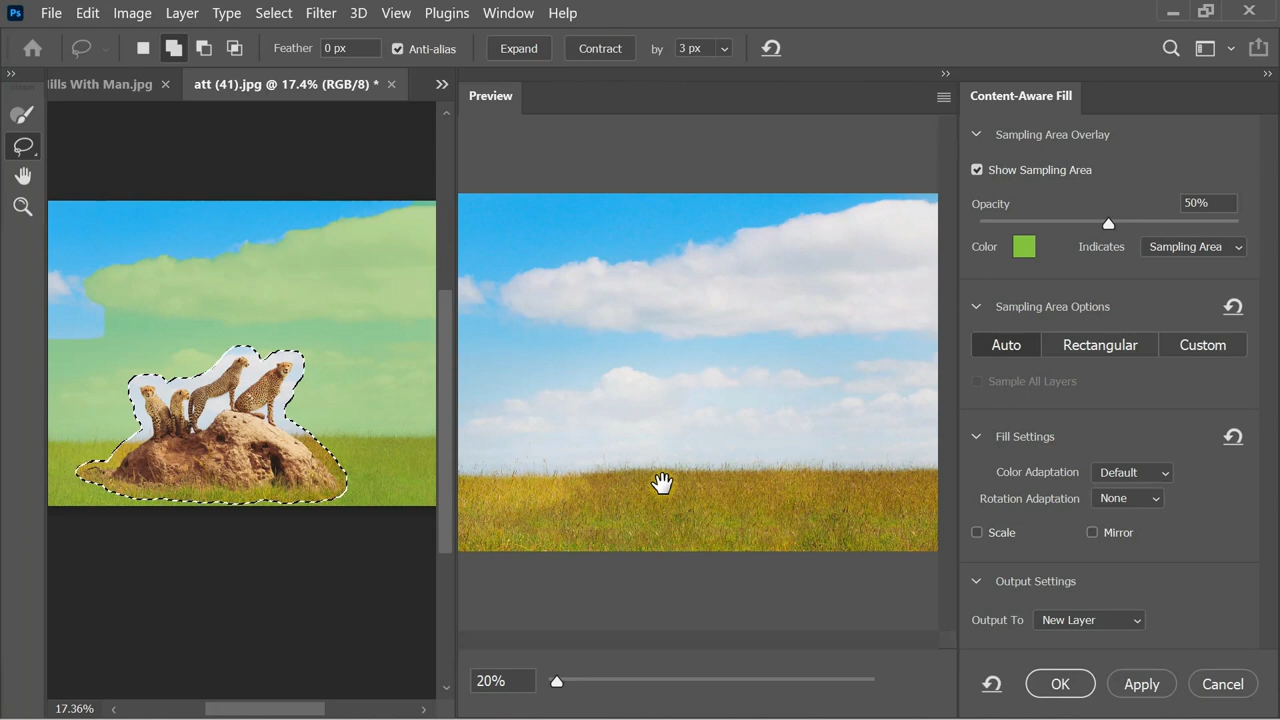 Ps File Edit Image Layer Type Select Filter 3D View Plugins Window Help
Feather 0 px Anti-alias Expand Contract by 3 px
ills With Man.jpg att (41).jpg @ 17.4% (RGB/8) *
Preview
Content-Aware Fill
Sampling Area Overlay
Show Sampling Area
Opacity 50%
Color Indicates Sampling Area
Sampling Area Options
Auto Rectangular Custom
Sample All Layers
Fill Settings
Color Adaptation Default
Rotation Adaptation None
Scale Mirror
Output Settings
Output To New Layer
20%
OK Apply Cancel
17.36%